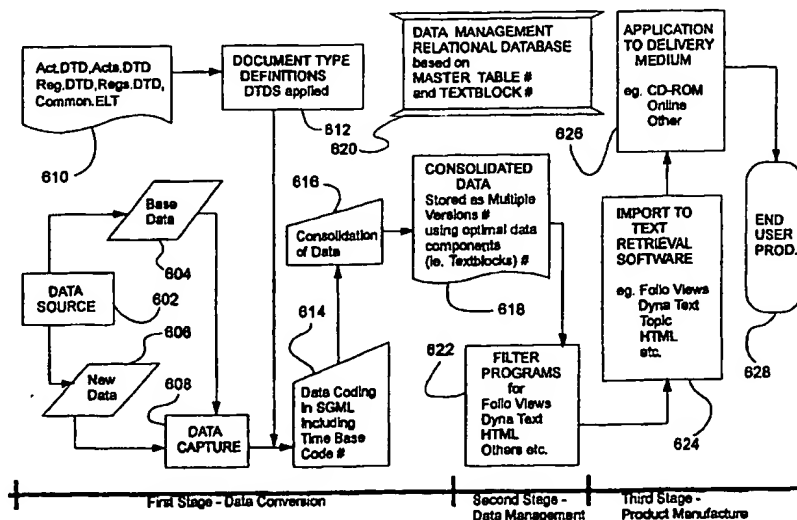 Act.DTD,Acts.DTD
Reg.DTD,Regs.DTD,
Common.ELT
610
DOCUMENT TYPE
DEFINITIONS
DTDS applied
612
DATA MANAGEMENT
RELATIONAL DATABASE
based on
MASTER TABLE #
and TEXTBLOCK #
620
APPLICATION
TO DELIVERY
MEDIUM
eg. CD-ROM
Online
Other
626
Base
Data
604
DATA
SOURCE
602
606
New
Data
608
DATA
CAPTURE
616
Consolidation
of Data
614
Data Coding
in SGML
Including
Time Base
Code #
CONSOLIDATED
DATA
Stored as Multiple
Versions #
using optimal data
components
(ie. Textblocks) #
618
622
FILTER
PROGRAMS
for
Folio Views
Dyna Text
HTML
Others etc.
IMPORT TO
TEXT
RETRIEVAL
SOFTWARE
eg. Folio Views
Dyna Text
Topic
HTML
etc.
624
END
USER
PROD.
628
First Stage - Data Conversion
Second Stage -
Data Management
Third Stage -
Product Manufacture